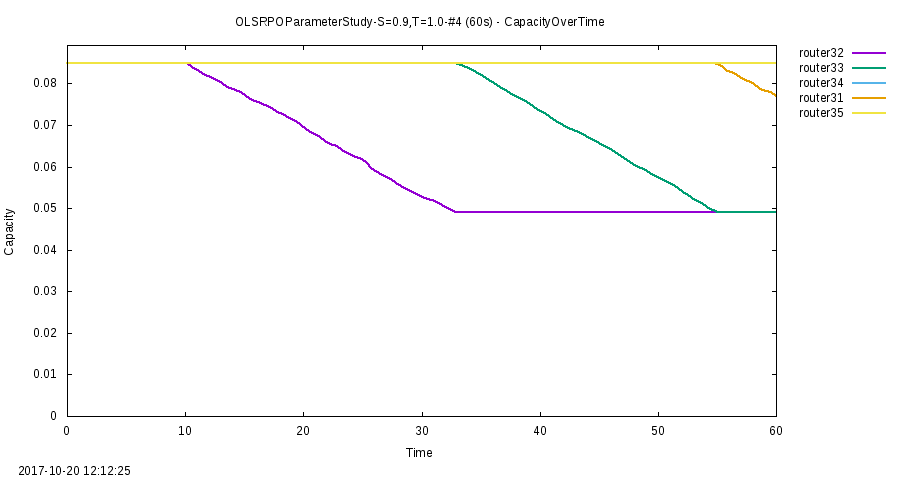 OLSRPOParameterStudy-S=0.9,T=1.0-#4 (60s) - CapacityOverTime
router32
router33
router34
router31
router35
0.08
0.07
0.06
0.05
0.04
0.03
0.02
0.01
0
Capacity
0 10 20 30 40 50 60
Time
2017-10-20 12:12:25